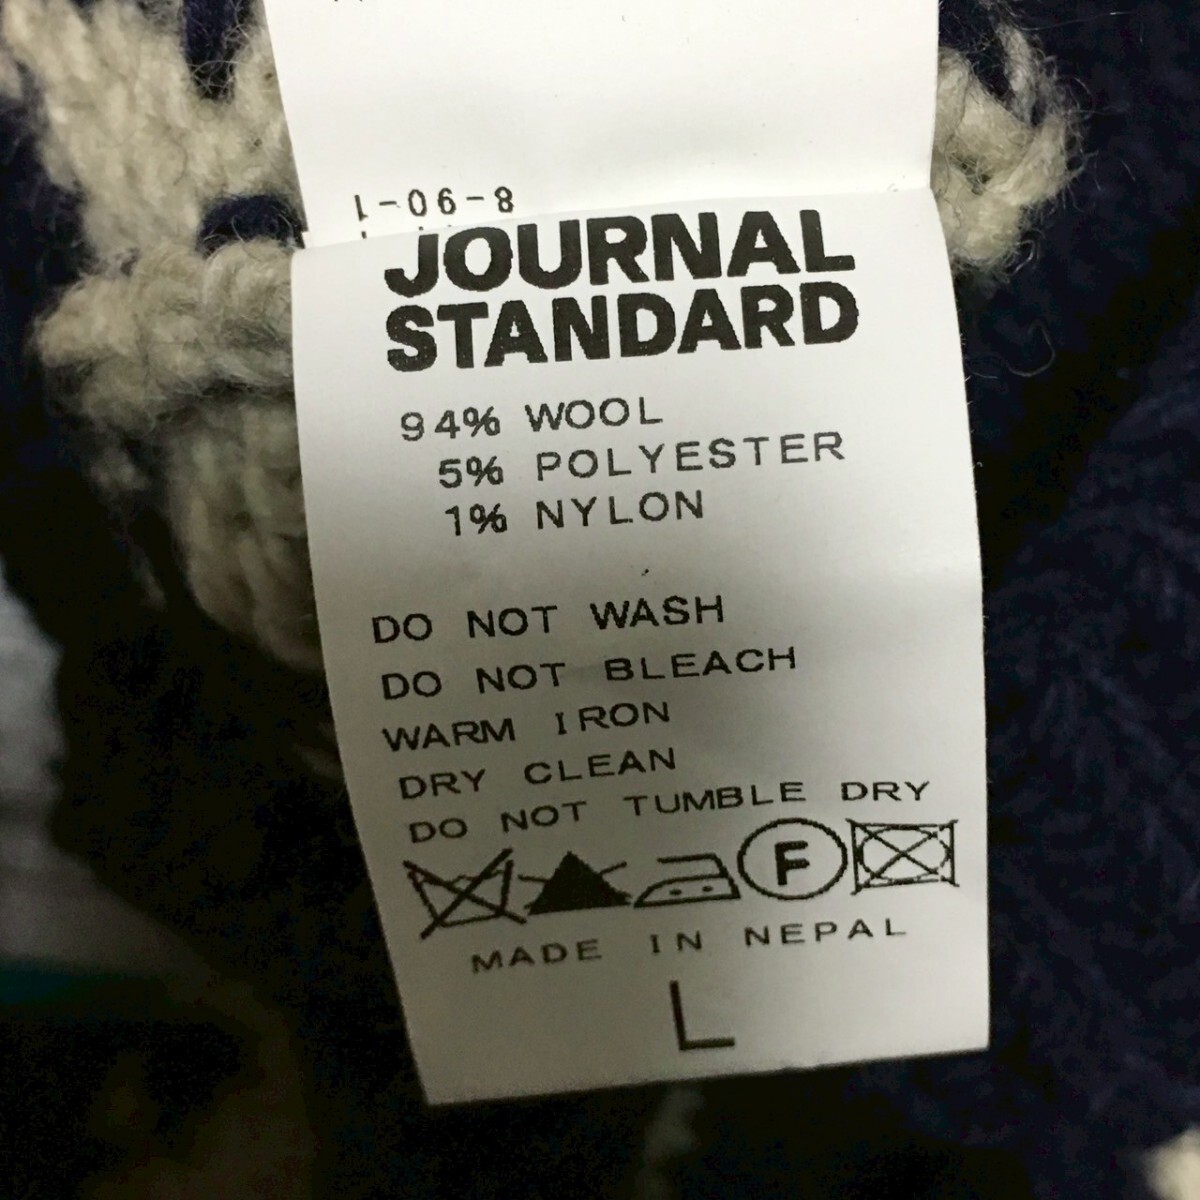 1-06-8
JOURNAL
STANDARD
94% WOOL
5% POLYESTER
1% NYLON
DO NOT WASH
DO NOT BLEACH
WARM IRON
DRY CLEAN
DO NOT TUMBLE DRY
F
MADE IN NEPAL
L